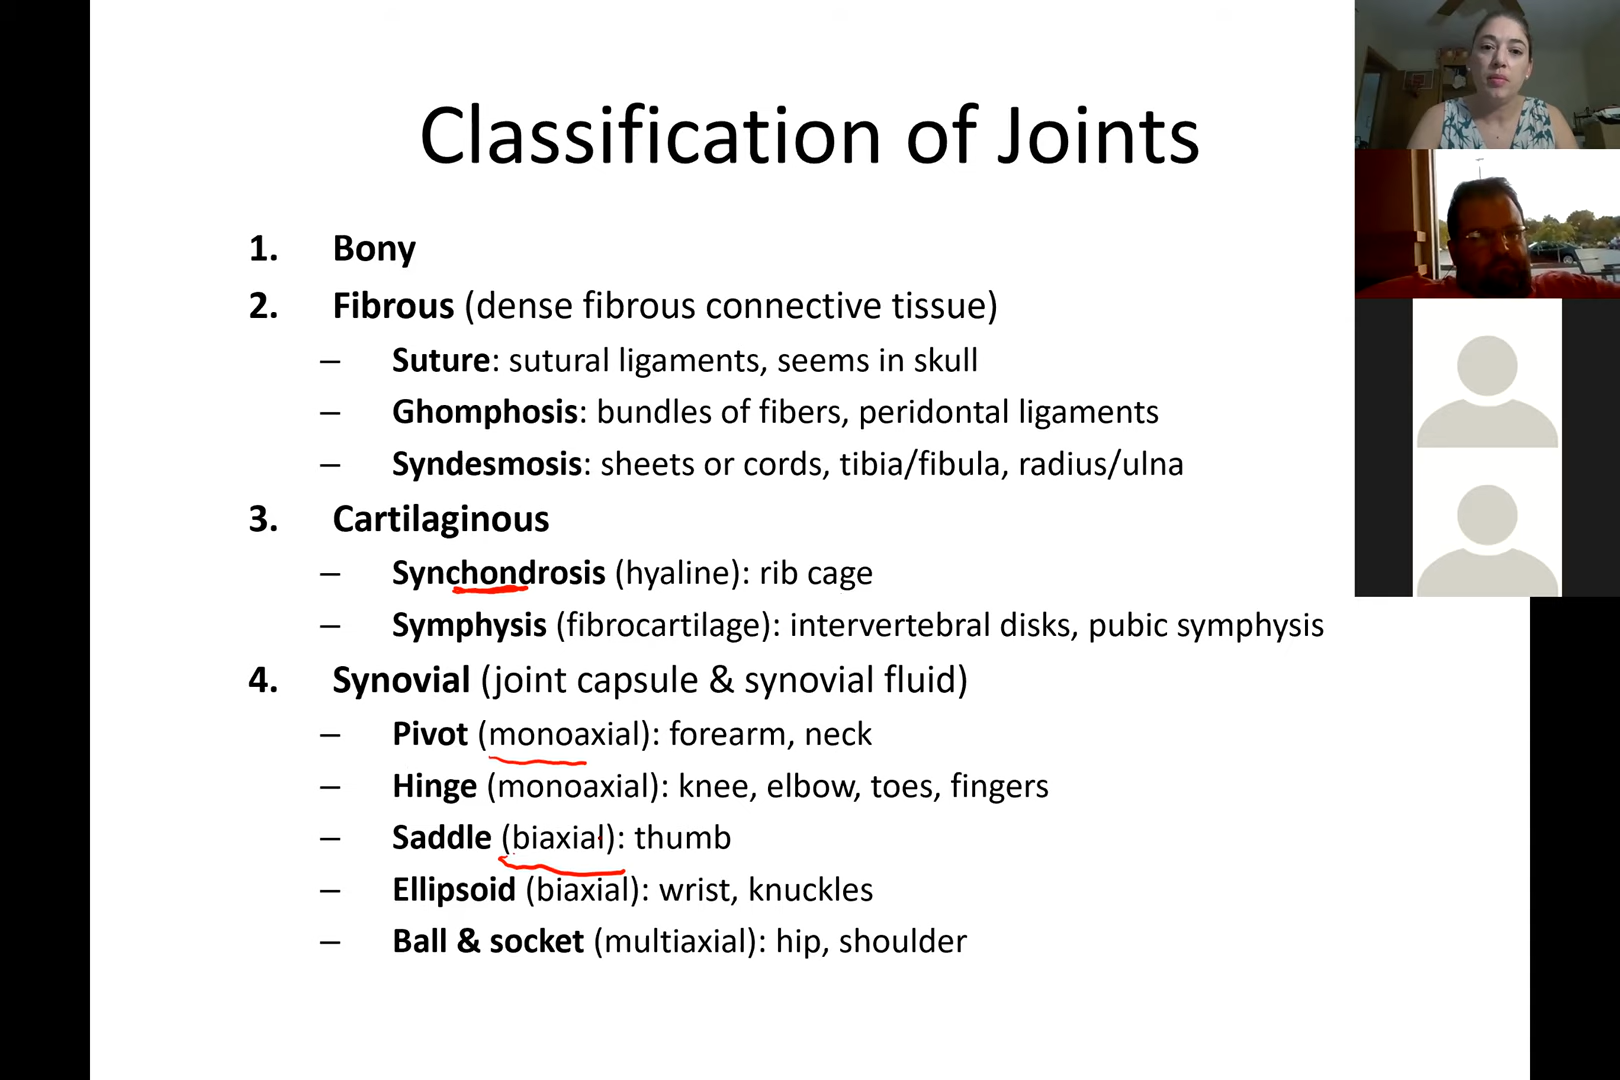 Classification of Joints
1. Bony
2. Fibrous (dense fibrous connective tissue)
– Suture: sutural ligaments, seems in skull
– Ghomphosis: bundles of fibers, peridontal ligaments
– Syndesmosis: sheets or cords, tibia/fibula, radius/ulna
3. Cartilaginous
– Synchondrosis (hyaline): rib cage
– Symphysis (fibrocartilage): intervertebral disks, pubic symphysis
4. Synovial (joint capsule & synovial fluid)
– Pivot (monoaxial): forearm, neck
– Hinge (monoaxial): knee, elbow, toes, fingers
– Saddle (biaxial): thumb
– Ellipsoid (biaxial): wrist, knuckles
– Ball & socket (multiaxial): hip, shoulder